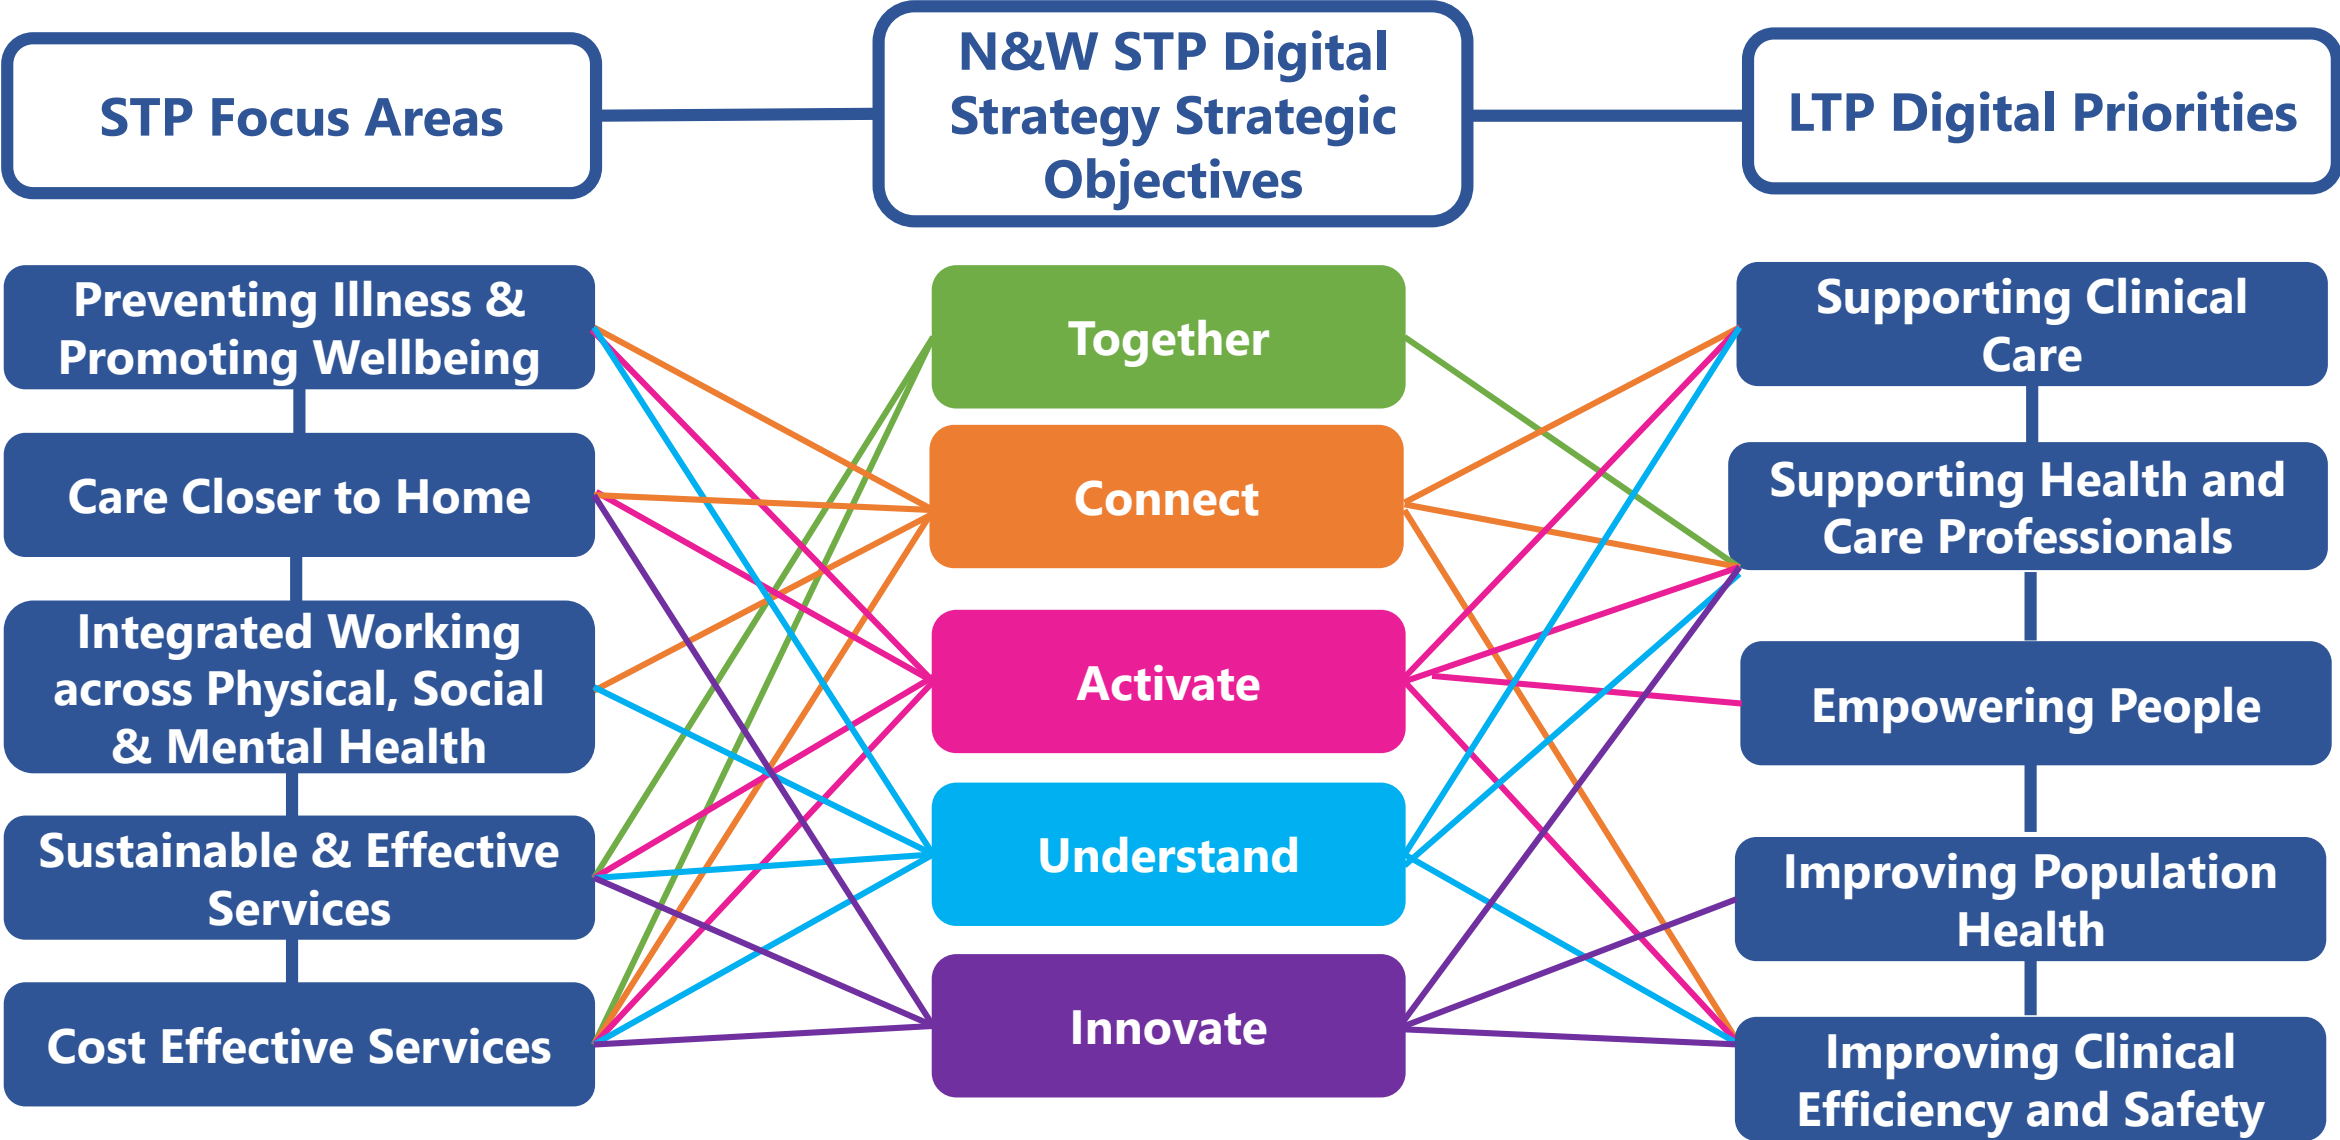 STP Focus Areas
N&W STP Digital
Strategy Strategic
Objectives
LTP Digital Priorities
Preventing Illness &
Promoting Wellbeing
Care Closer to Home
Integrated Working
across Physical, Social
& Mental Health
Sustainable & Effective
Services
Cost Effective Services
Together
Connect
Activate
Understand
Innovate
Supporting Clinical
Care
Supporting Health and
Care Professionals
Empowering People
Improving Population
Health
Improving Clinical
Efficiency and Safety